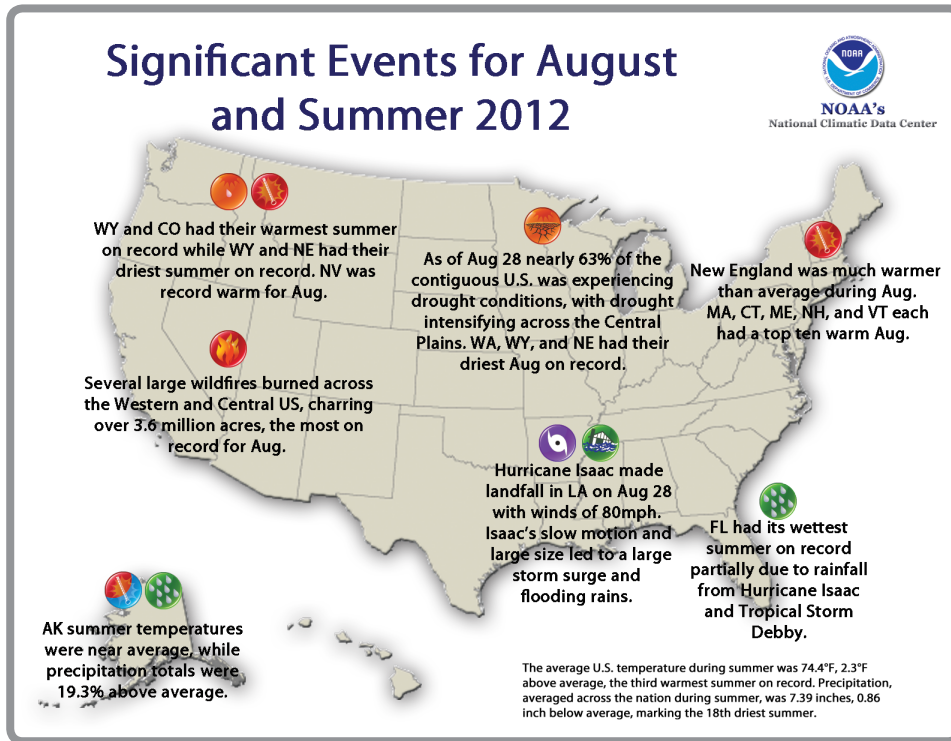 Significant Events for August
and Summer 2012
NOAA
NOAA's
National Climatic Data Center
WY and CO had their warmest summer
on record while WY and NE had their
driest summer on record. NV was
record warm for Aug.
As of Aug 28 nearly 63% of the
contiguous U.S. was experiencing
drought conditions, with drought
intensifying across the Central
Plains. WA, WY, and NE had their
driest Aug on record.
New England was much warmer
than average during Aug.
MA, CT, ME, NH, and VT each
had a top ten warm Aug.
Several large wildfires burned across
the Western and Central US, charring
over 3.6 million acres, the most on
record for Aug.
Hurricane Isaac made
landfall in LA on Aug 28
with winds of 80mph.
Isaac's slow motion and
large size led to a large
storm surge and
flooding rains.
FL had its wettest
summer on record
partially due to rainfall
from Hurricane Isaac
and Tropical Storm
Debby.
AK summer temperatures
were near average, while
precipitation totals were
19.3% above average.
The average U.S. temperature during summer was 74.4°F, 2.3°F
above average, the third warmest summer on record. Precipitation,
averaged across the nation during summer, was 7.39 inches, 0.86
inch below average, marking the 18th driest summer.